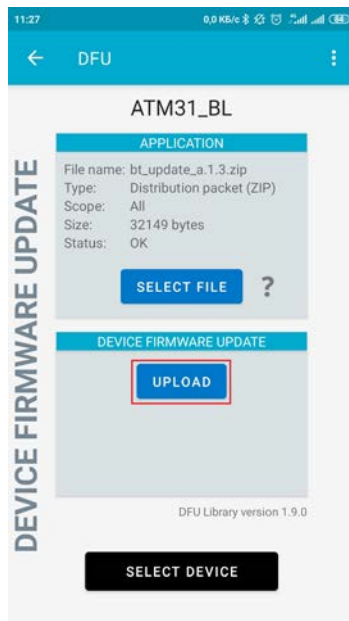 11:27
0,0 КБ/с
84
DFU
ATM31_BL
APPLICATION
File name: bt_update_a.1.3.zip
Type: Distribution packet (ZIP)
Scope: All
Size: 32149 bytes
Status: OK
SELECT FILE ?
DEVICE FIRMWARE UPDATE
UPLOAD
DFU Library version 1.9.0
SELECT DEVICE
DEVICE FIRMWARE UPDATE